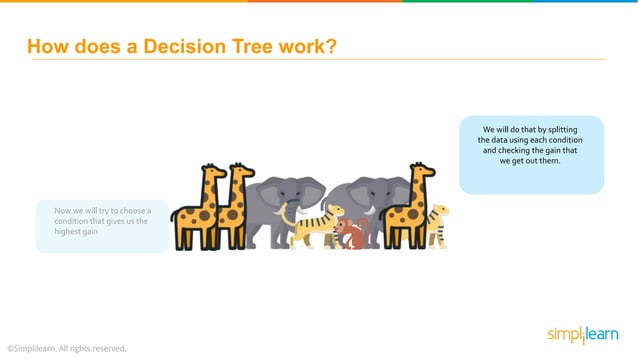 How does a Decision Tree work?
We will do that by splitting
the data using each condition
and checking the gain that
we get out them.
Now we will try to choose a
condition that gives us the
highest gain
simplilearn
©Simplilearn. All rights reserved.